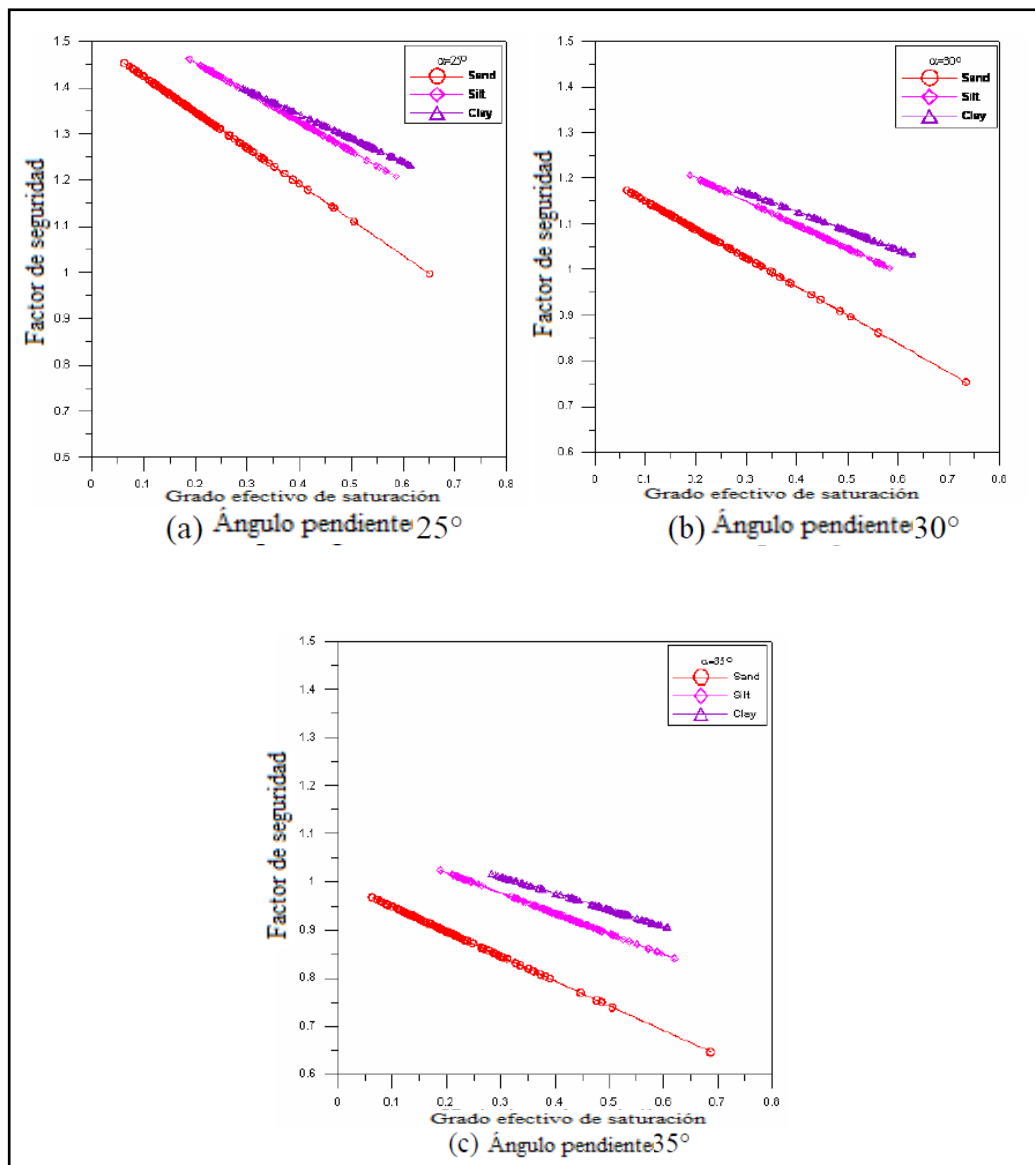 1.5
1.4
1.3
1.2
1.1
1
0.9
0.8
0.7
0.6
Factor de seguridad
α=25°
Sand
Silt
Clay
0 0.1 0.2 0.3 0.4 0.5 0.6 0.7 0.8
Grado efectivo de saturación
(a) Ángulo pendiente 25°
1.5
1.4
1.3
1.2
1.1
1
0.9
0.8
0.7
0.6
Factor de seguridad
α=30°
Sand
Silt
Clay
0 0.1 0.2 0.3 0.4 0.5 0.6 0.7 0.8
Grado efectivo de saturación
(b) Ángulo pendiente 30°
1.5
1.4
1.3
1.2
1.1
1
0.9
0.8
0.7
0.6
Factor de seguridad
α=35°
Sand
Silt
Clay
0 0.1 0.2 0.3 0.4 0.5 0.6 0.7 0.8
Grado efectivo de saturación
(c) Ángulo pendiente 35°